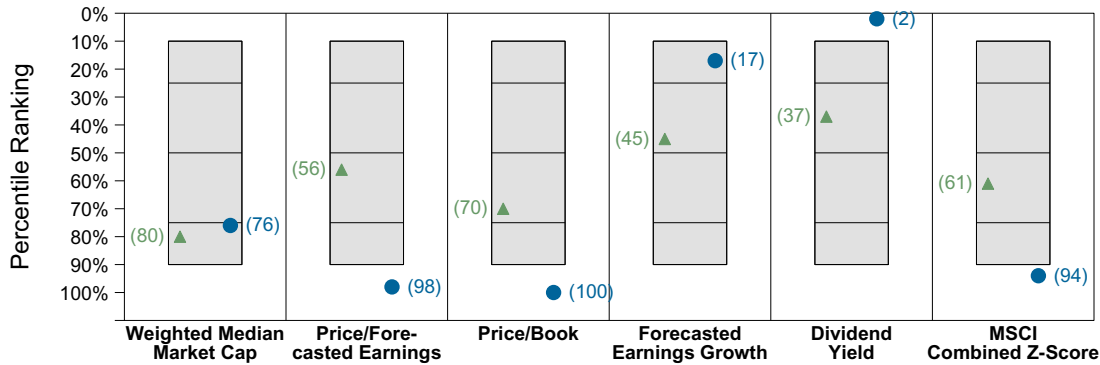 Percentile Ranking
0%
10%
20%
30%
40%
50%
60%
70%
80%
90%
100%
(80)
(76)
(56)
(98)
(70)
(100)
(45)
(17)
(37)
(2)
(61)
(94)
Weighted Median
Market Cap
Price/Fore-
casted Earnings
Price/Book
Forecasted
Earnings Growth
Dividend
Yield
MSCI
Combined Z-Score